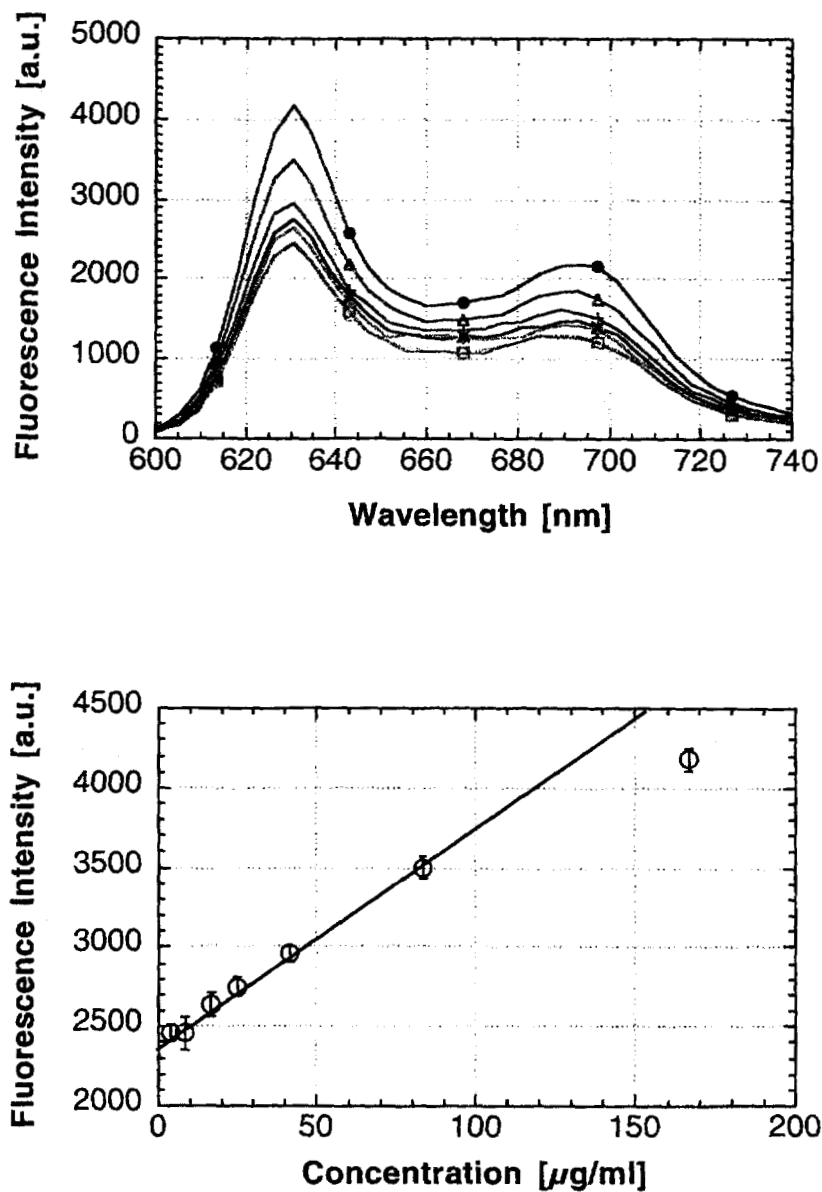 Fluorescence Intensity [a.u.]
5000
4000
3000
2000
1000
0
600 620 640 660 680 700 720 740
Wavelength [nm]
Fluorescence Intensity [a.u.]
4500
4000
3500
3000
2500
2000
0 50 100 150 200
Concentration [µg/ml]